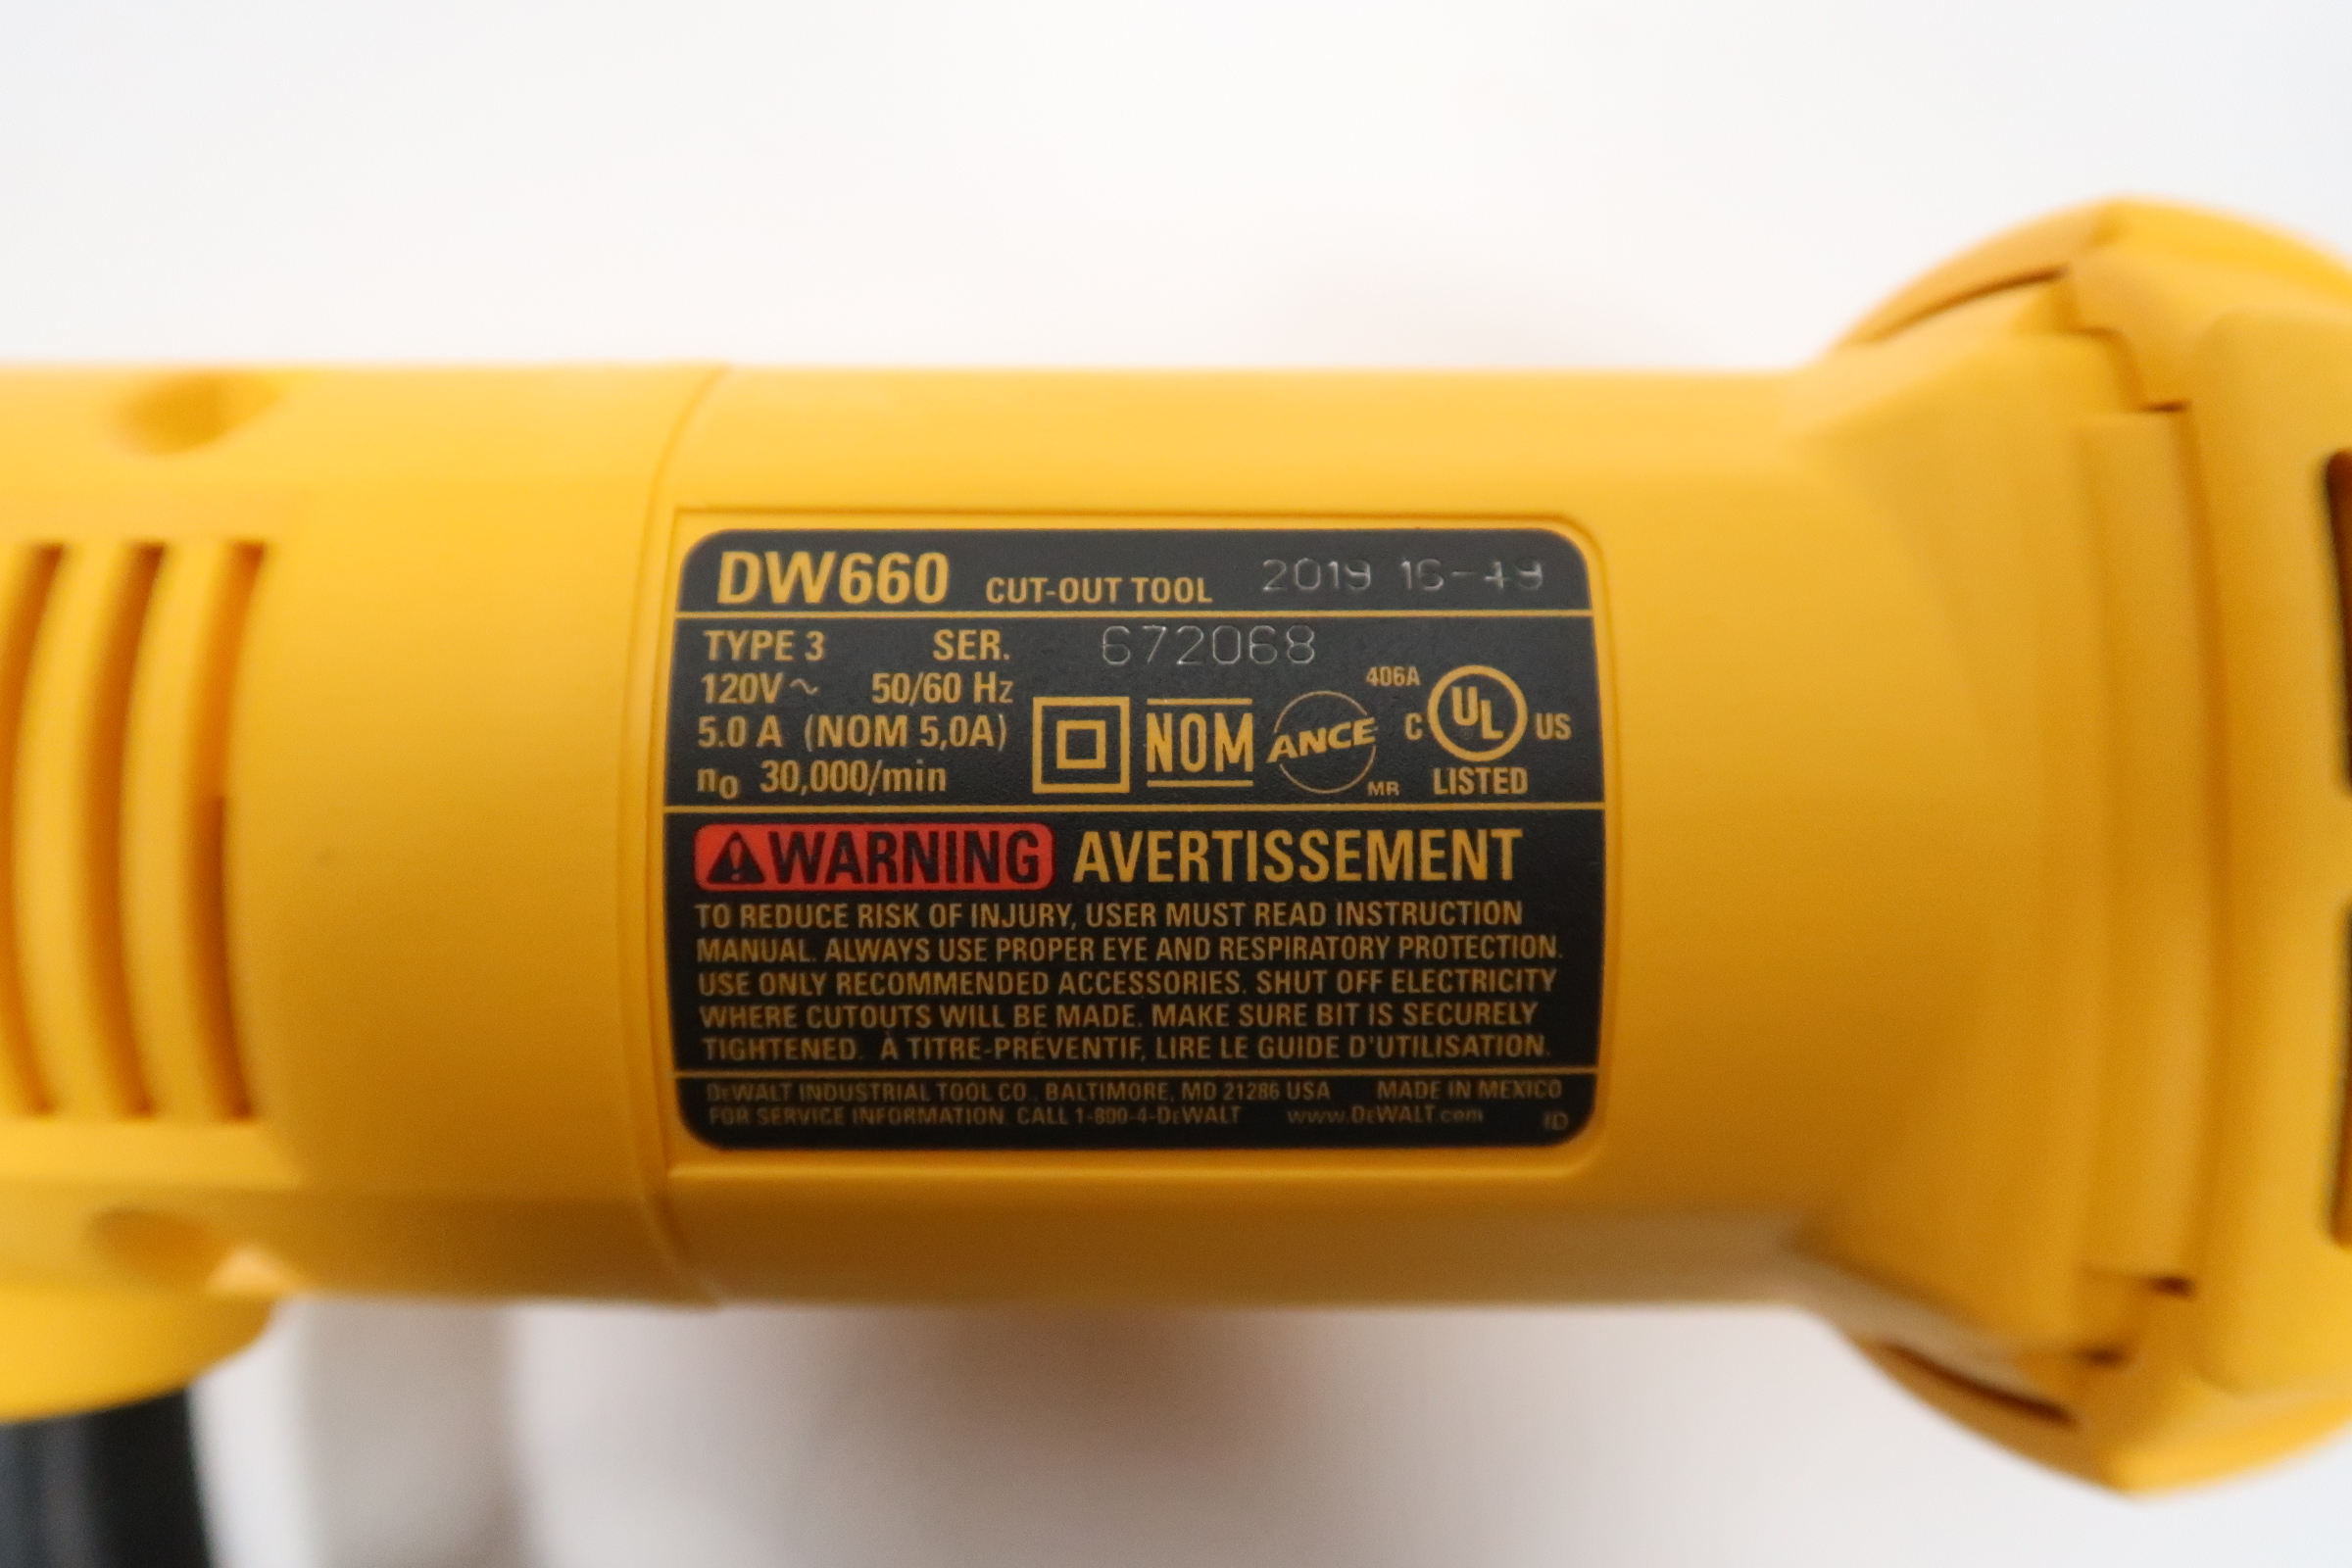 DW660 CUT-OUT TOOL 2019 16-49
TYPE 3 SER. 672068
120V~ 50/60 Hz
5.0 A (NOM 5,0A)
n₀ 30,000/min
NOM
ANCE
MR
406A
C UL US
LISTED
WARNING AVERTISSEMENT
TO REDUCE RISK OF INJURY, USER MUST READ INSTRUCTION
MANUAL. ALWAYS USE PROPER EYE AND RESPIRATORY PROTECTION.
USE ONLY RECOMMENDED ACCESSORIES. SHUT OFF ELECTRICITY
WHERE CUTOUTS WILL BE MADE. MAKE SURE BIT IS SECURELY
TIGHTENED. À TITRE-PRÉVENTIF, LIRE LE GUIDE D'UTILISATION.
DEWALT INDUSTRIAL TOOL CO., BALTIMORE, MD 21286 USA MADE IN MEXICO
FOR SERVICE INFORMATION, CALL 1-800-4-DEWALT www.DEWALT.com
ID